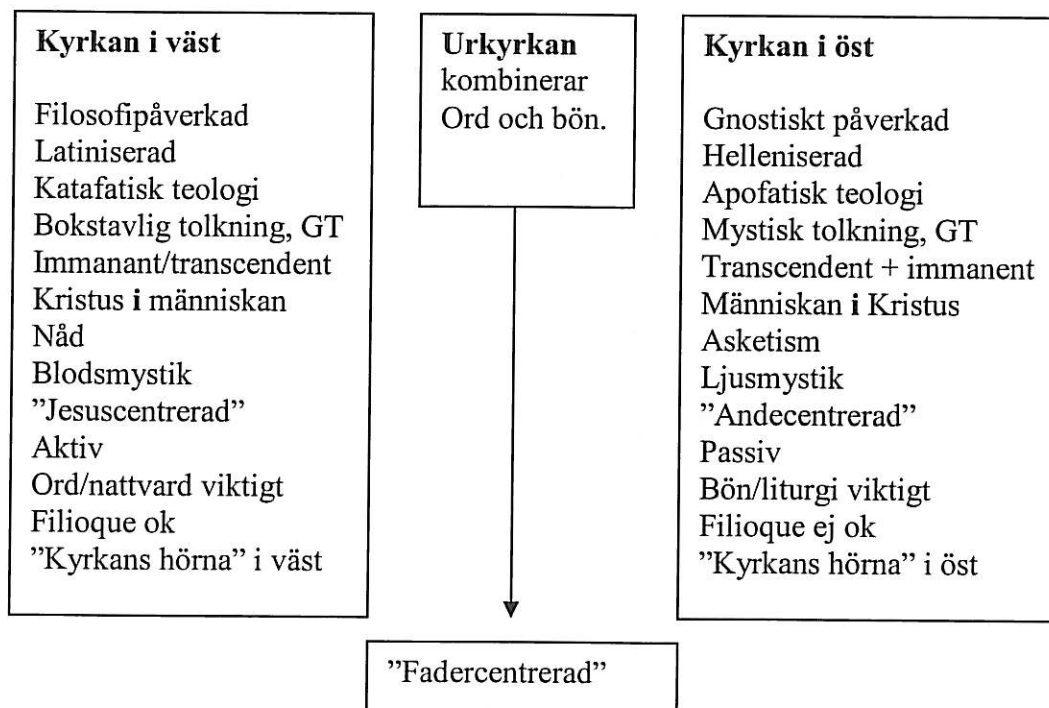 Kyrkan i väst
Filosofipåverkad
Latiniserad
Katafatisk teologi
Bokstavlig tolkning, GT
Immanant/transcendent
Kristus i människan
Nåd
Blodsmystik
”Jesuscentrerad”
Aktiv
Ord/nattvard viktigt
Filioque ok
”Kyrkans hörna” i väst
Urkyrkan
kombinerar
Ord och bön.
Kyrkan i öst
Gnostiskt påverkad
Helleniserad
Apofatisk teologi
Mystisk tolkning, GT
Transcendent + immanent
Människan i Kristus
Asketism
Ljusmystik
”Andecentrerad”
Passiv
Bön/liturgi viktigt
Filioque ej ok
”Kyrkans hörna” i öst
”Fadercentrerad”